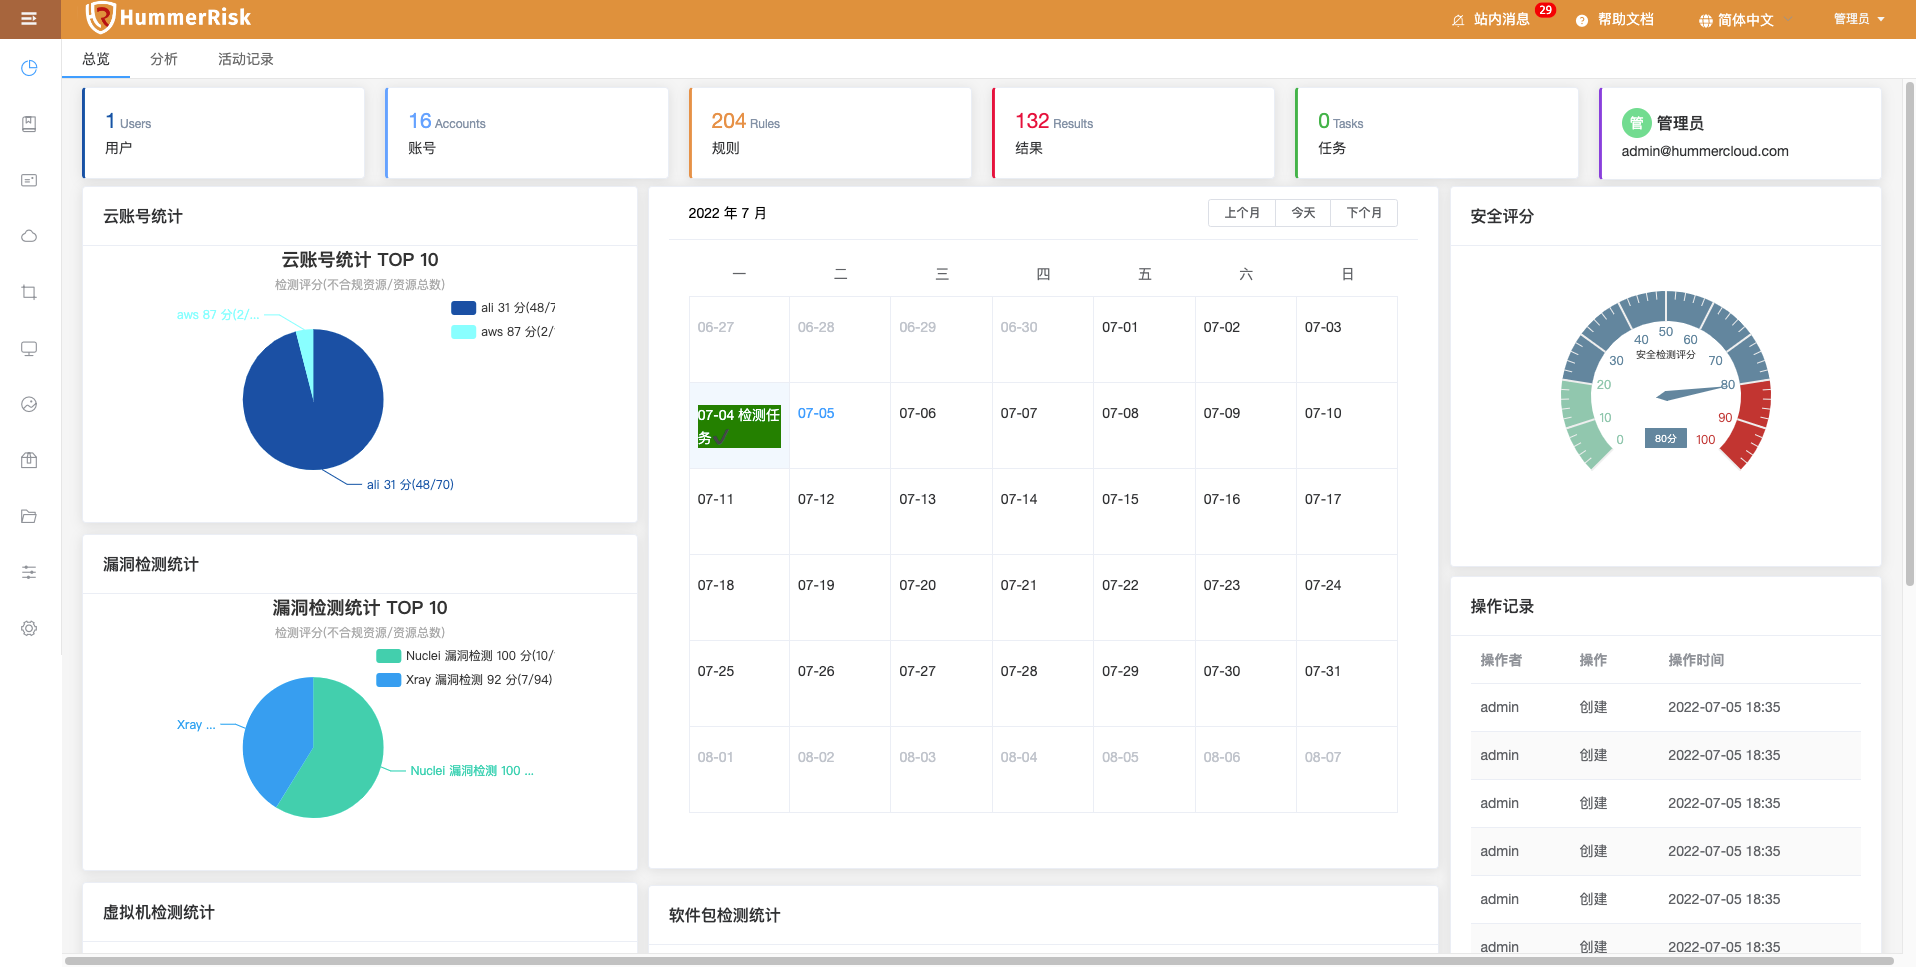 HummerRisk
站内消息 29
帮助文档
简体中文
管理员
总览
分析
活动记录
1 Users
用户
16 Accounts
账号
204 Rules
规则
132 Results
结果
0 Tasks
任务
管 管理员
admin@hummercloud.com
云账号统计
云账号统计 TOP 10
检测评分(不合规资源/资源总数)
ali 31 分(48/7
aws 87 分(2/
aws 87 分(2/...
ali 31 分(48/70)
漏洞检测统计
漏洞检测统计 TOP 10
检测评分(不合规资源/资源总数)
Nuclei 漏洞检测 100 分(10/
Xray 漏洞检测 92 分(7/94)
Xray ...
Nuclei 漏洞检测 100 ...
虚拟机检测统计
2022 年 7 月
上个月 今天 下个月
一 二 三 四 五 六 日
06-27 06-28 06-29 06-30 07-01 07-02 07-03
07-04 检测任
务✔
07-05 07-06 07-07 07-08 07-09 07-10
07-11 07-12 07-13 07-14 07-15 07-16 07-17
07-18 07-19 07-20 07-21 07-22 07-23 07-24
07-25 07-26 07-27 07-28 07-29 07-30 07-31
08-01 08-02 08-03 08-04 08-05 08-06 08-07
软件包检测统计
安全评分
0 10 20 30 40 50 60 70 80 90 100
安全检测评分
80分
操作记录
操作者 操作 操作时间
admin 创建 2022-07-05 18:35
admin 创建 2022-07-05 18:35
admin 创建 2022-07-05 18:35
admin 创建 2022-07-05 18:35
admin 创建 2022-07-05 18:35
admin 创建 2022-07-05 18:35